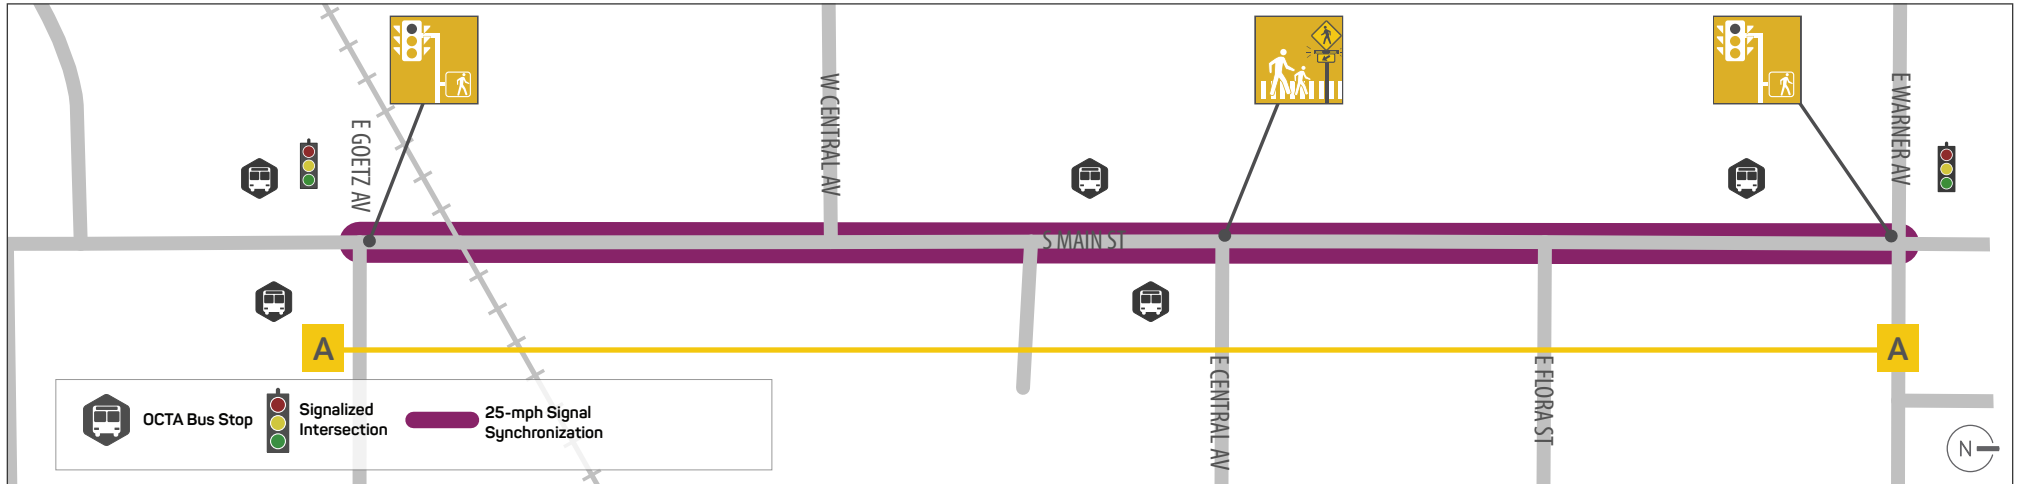 E GOETZ AV
W CENTRAL AV
E WARNER AV
S MAIN ST
A
A
E CENTRAL AV
E FLORA ST
OCTA Bus Stop
Signalized
Intersection
25-mph Signal
Synchronization
N